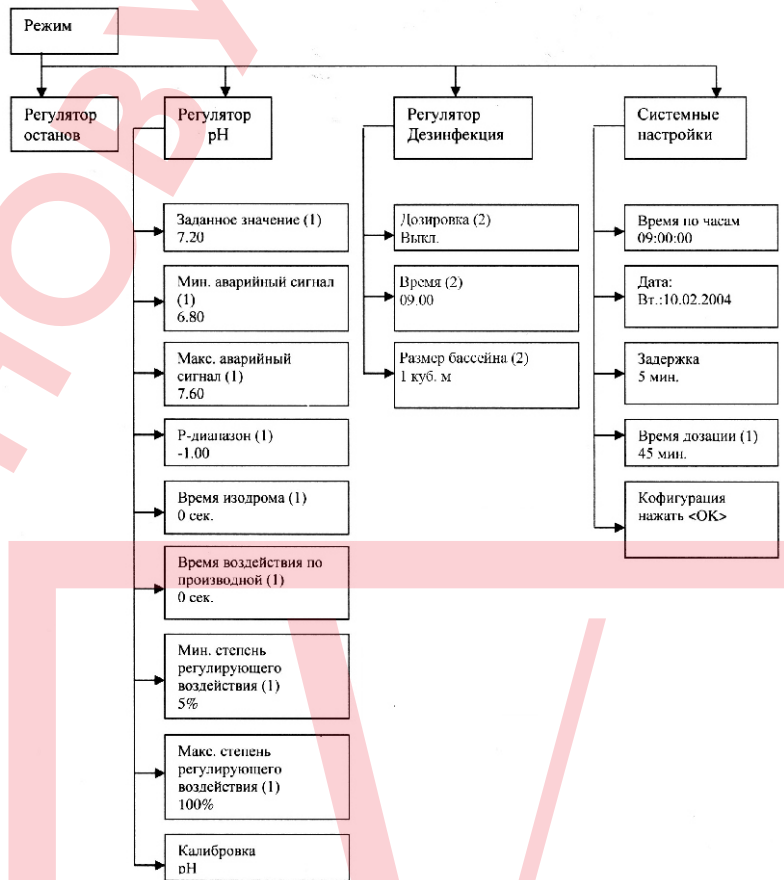 Режим
Регулятор
останов
Регулятор
pH
Регулятор
Дезинфекция
Системные
настройки
Заданное значение (1)
7.20
Мин. аварийный сигнал
(1)
6.80
Макс. аварийный
сигнал (1)
7.60
Р-диапазон (1)
-1.00
Время изодрома (1)
0 сек.
Время воздействия по
производной (1)
0 сек.
Мин. степень
регулирующего
воздействия (1)
5%
Макс. степень
регулирующего
воздействия (1)
100%
Калибровка
pH
Дозировка (2)
Выкл.
Время (2)
09.00
Размер бассейна (2)
1 куб. м
Время по часам
09:00:00
Дата:
Вт.:10.02.2004
Задержка
5 мин.
Время дозации (1)
45 мин.
Кофигурация
нажать <ОК>